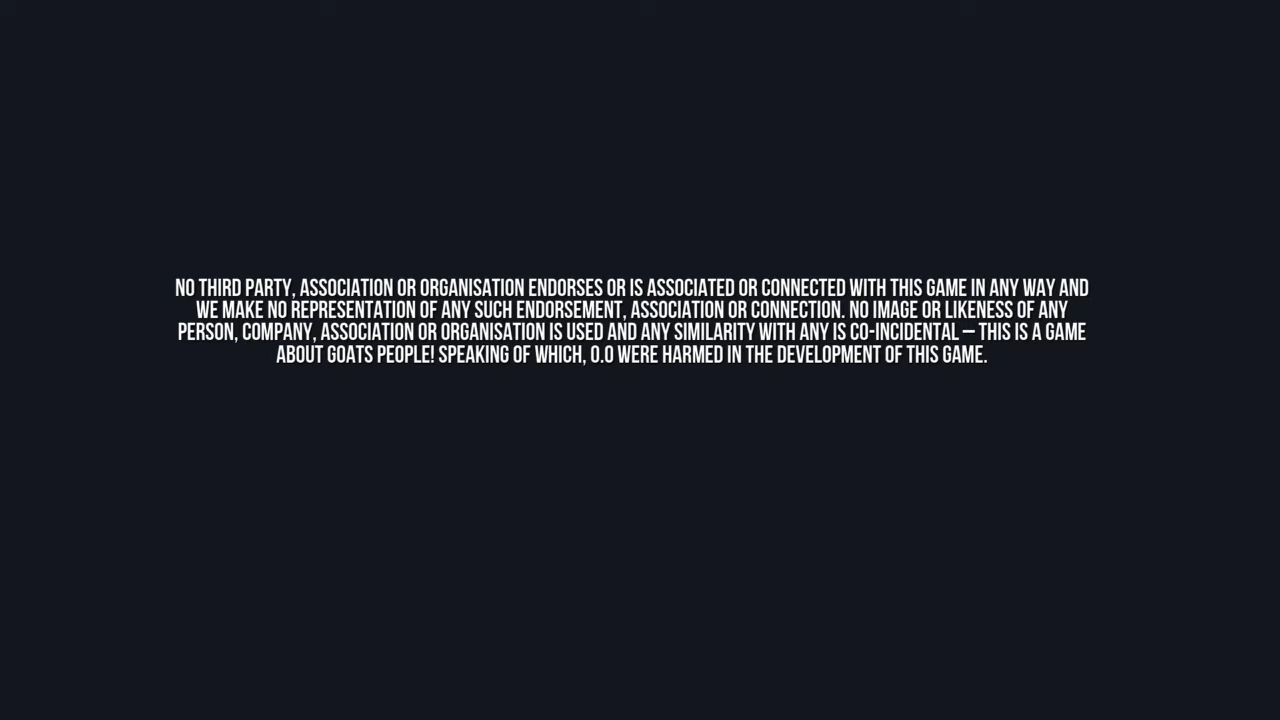 NO THIRD PARTY, ASSOCIATION OR ORGANISATION ENDORSES OR IS ASSOCIATED OR CONNECTED WITH THIS GAME IN ANY WAY AND
WE MAKE NO REPRESENTATION OF ANY SUCH ENDORSEMENT, ASSOCIATION OR CONNECTION. NO IMAGE OR LIKENESS OF ANY
PERSON, COMPANY, ASSOCIATION OR ORGANISATION IS USED AND ANY SIMILARITY WITH ANY IS CO-INCIDENTAL – THIS IS A GAME
ABOUT GOATS PEOPLE! SPEAKING OF WHICH, 0.0 WERE HARMED IN THE DEVELOPMENT OF THIS GAME.